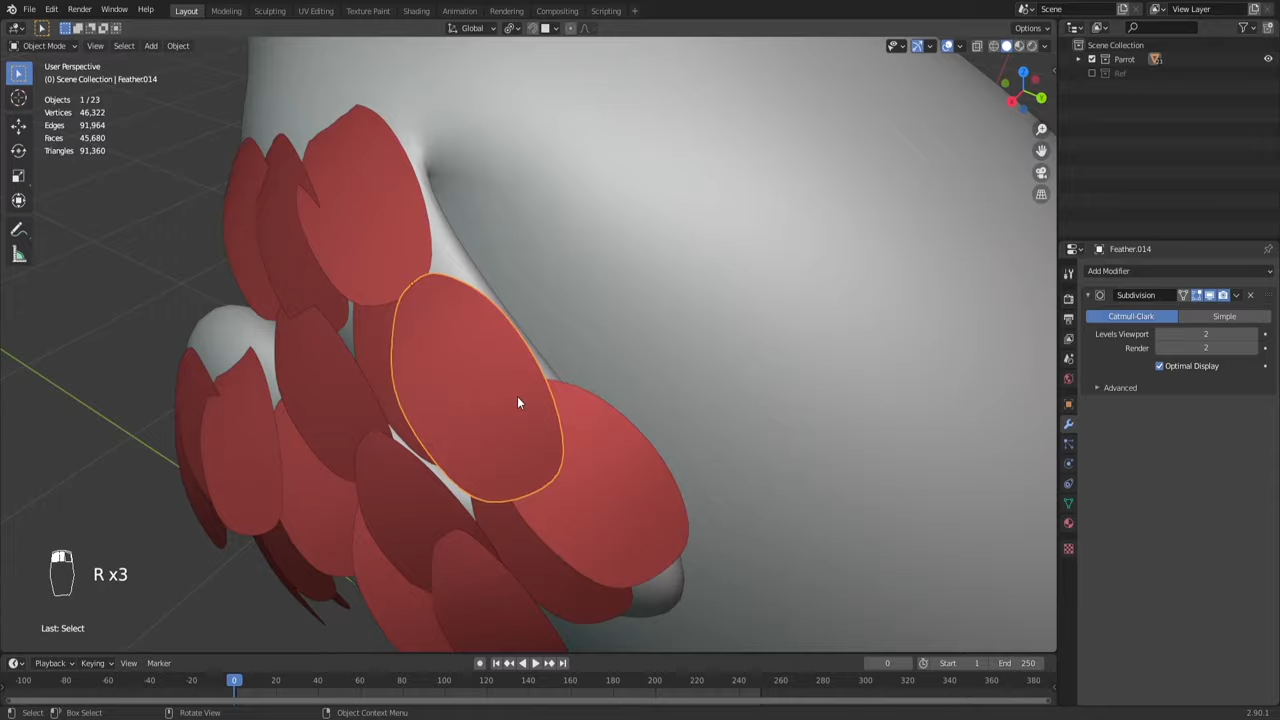 File Edit Render Window Help Layout Modeling Sculpting UV Editing Texture Paint Shading Animation Rendering Compositing Scripting + Scene View Layer
Global Options
Object Mode View Select Add Object
User Perspective
(0) Scene Collection | Feather.014
Objects 1 / 23
Vertices 46,322
Edges 91,964
Faces 45,680
Triangles 91,360
R x3
Last: Select
Scene Collection
Parrot
Ref
Feather.014
Add Modifier
Subdivision
Catmull-Clark Simple
Levels Viewport 2
Render 2
Optimal Display
Advanced
Playback Keying View Marker 0 Start 1 End 250
-100 -80 -60 -40 -20 0 20 40 60 80 100 120 140 160 180 200 220 240 260 280 300 320 340 360 380
Select Box Select Rotate View Object Context Menu 2.90.1